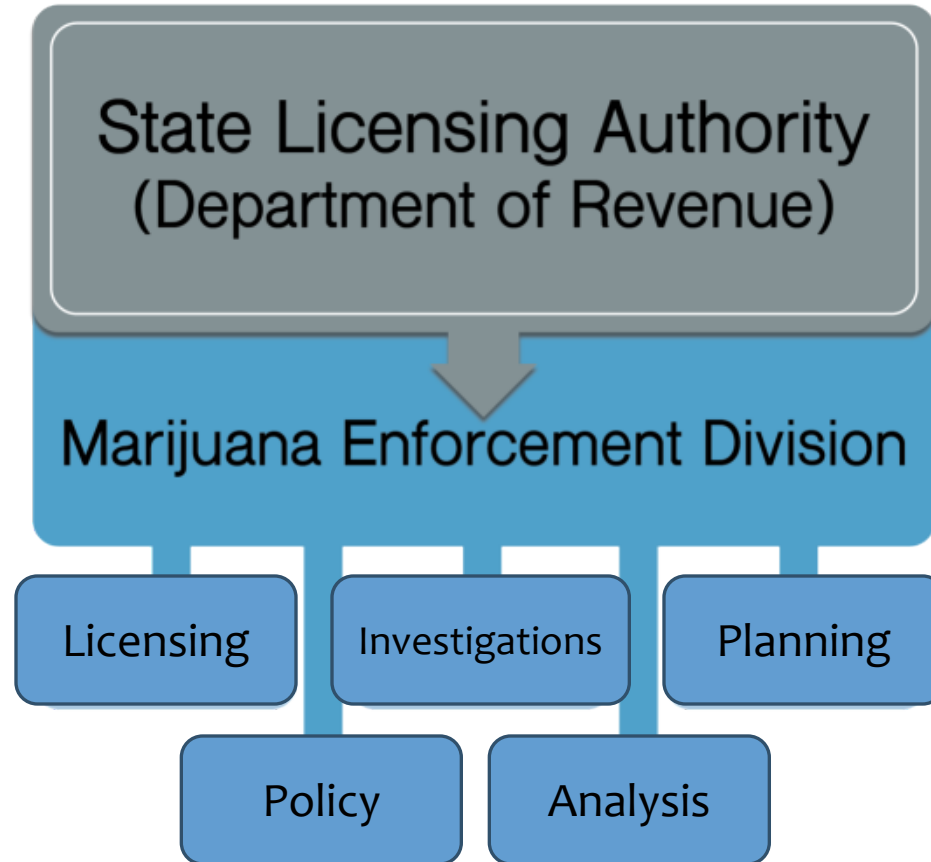 State Licensing Authority
(Department of Revenue)
Marijuana Enforcement Division
Licensing
Investigations
Planning
Policy
Analysis